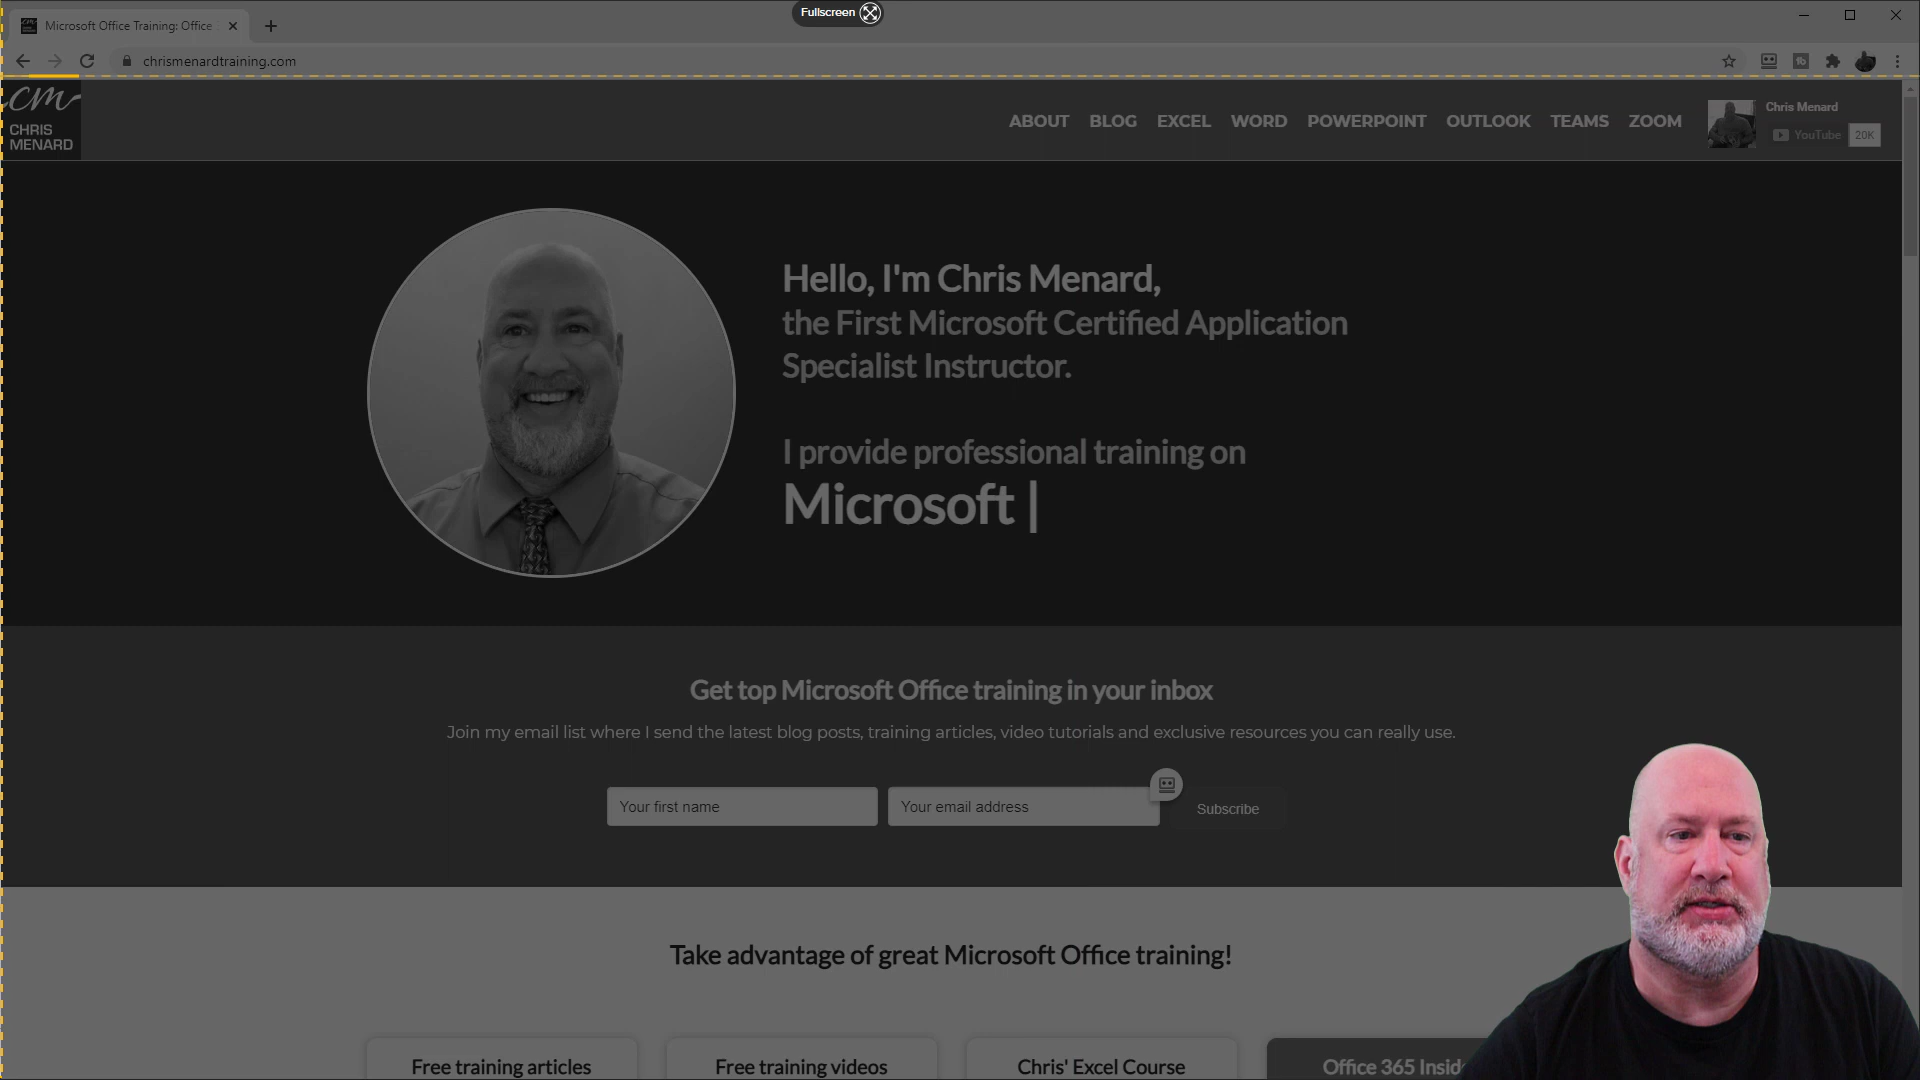 Fullscreen
Microsoft Office Training: Office
chrismenardtraining.com
cm
CHRIS
MENARD
ABOUT BLOG EXCEL WORD POWERPOINT OUTLOOK TEAMS ZOOM
Chris Menard
YouTube 20K
Hello, I'm Chris Menard,
the First Microsoft Certified Application
Specialist Instructor.
I provide professional training on
Microsoft |
Get top Microsoft Office training in your inbox
Join my email list where I send the latest blog posts, training articles, video tutorials and exclusive resources you can really use.
Your first name
Your email address
Subscribe
Take advantage of great Microsoft Office training!
Free training articles
Free training videos
Chris' Excel Course
Office 365